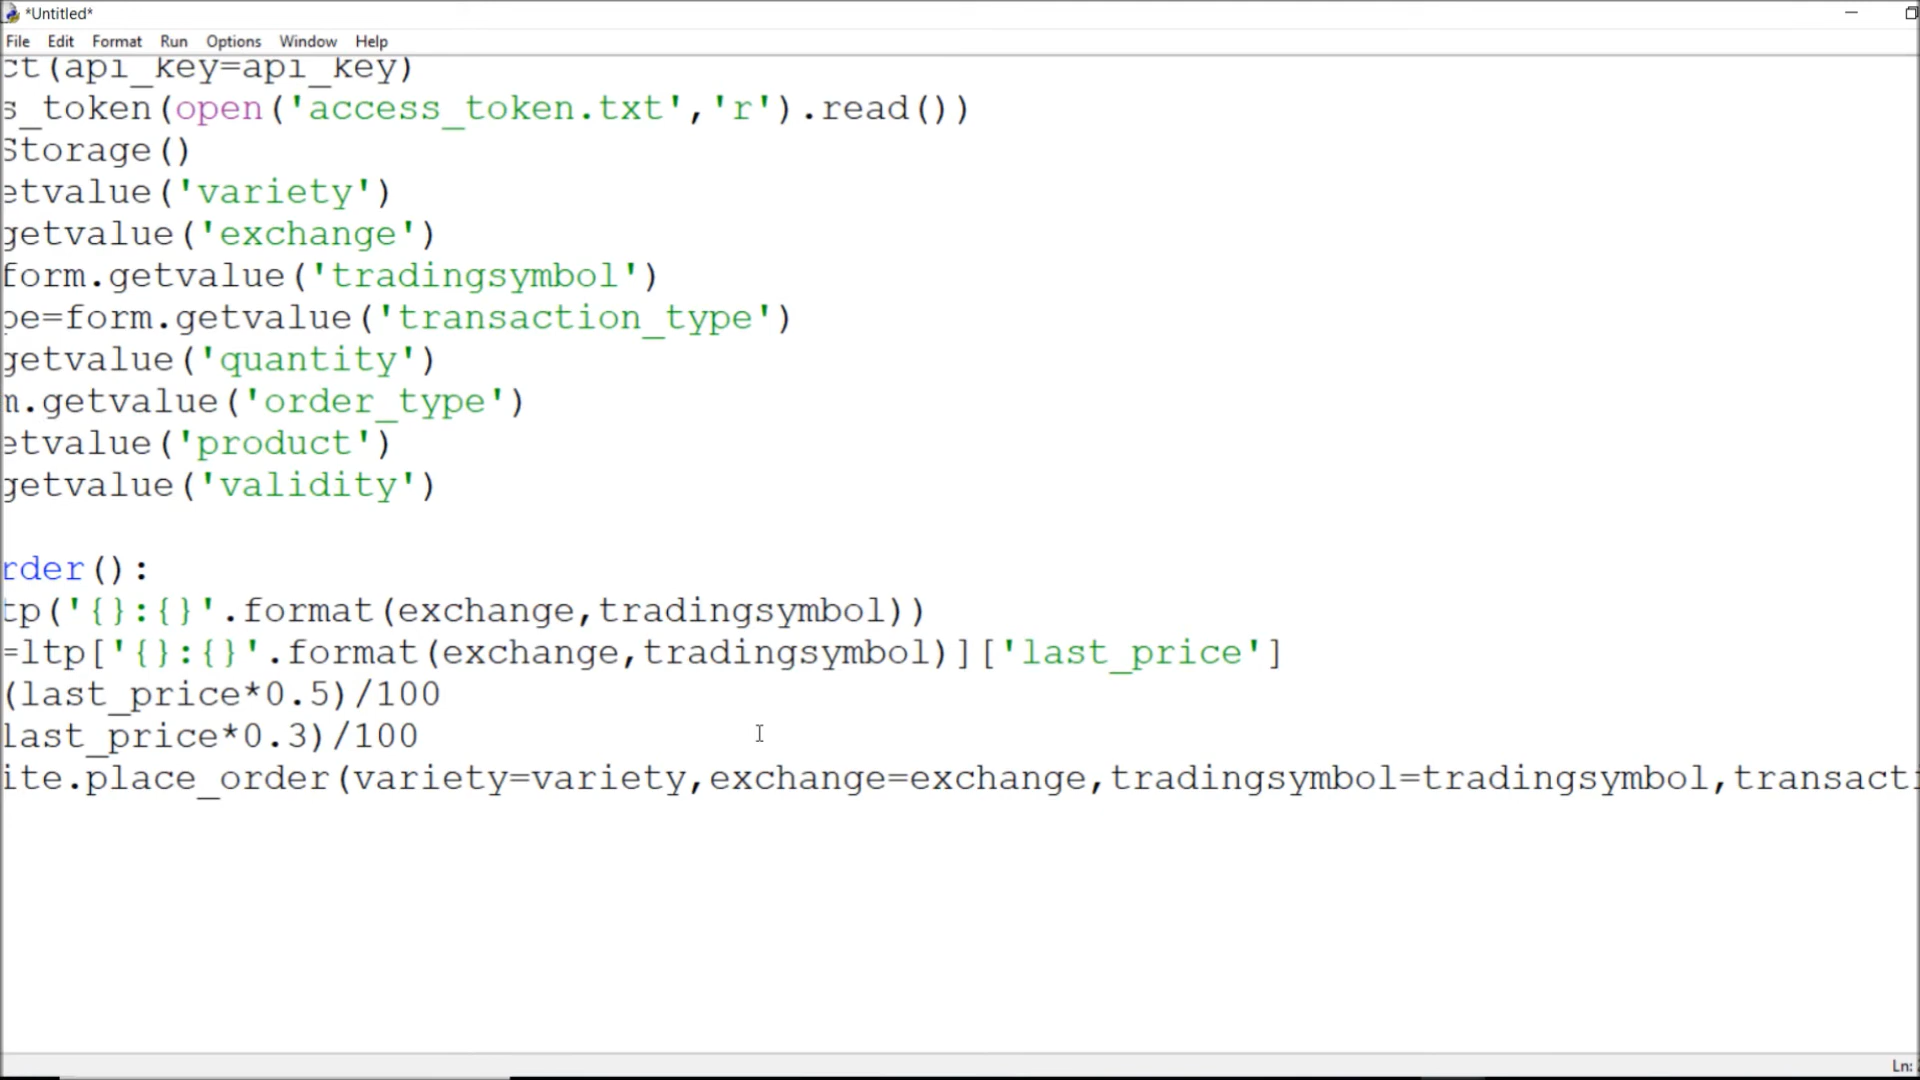 *Untitled*
File Edit Format Run Options Window Help
ct(api_key=api_key)
s_token(open('access_token.txt','r').read())
Storage()
etvalue('variety')
getvalue('exchange')
form.getvalue('tradingsymbol')
pe=form.getvalue('transaction_type')
getvalue('quantity')
m.getvalue('order_type')
etvalue('product')
getvalue('validity')
rder():
tp('{}:{}'.format(exchange,tradingsymbol))
=ltp['{}:{}'.format(exchange,tradingsymbol)]['last_price']
(last_price*0.5)/100
last_price*0.3)/100
ite.place_order(variety=variety,exchange=exchange,tradingsymbol=tradingsymbol,transacti
Ln: